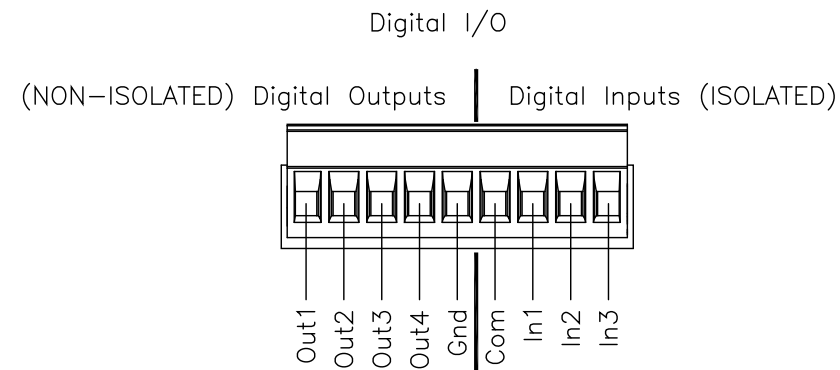 Digital I/O
(NON-ISOLATED) Digital Outputs
Digital Inputs (ISOLATED)
Out1
Out2
Out3
Out4
Gnd
Com
In1
In2
In3